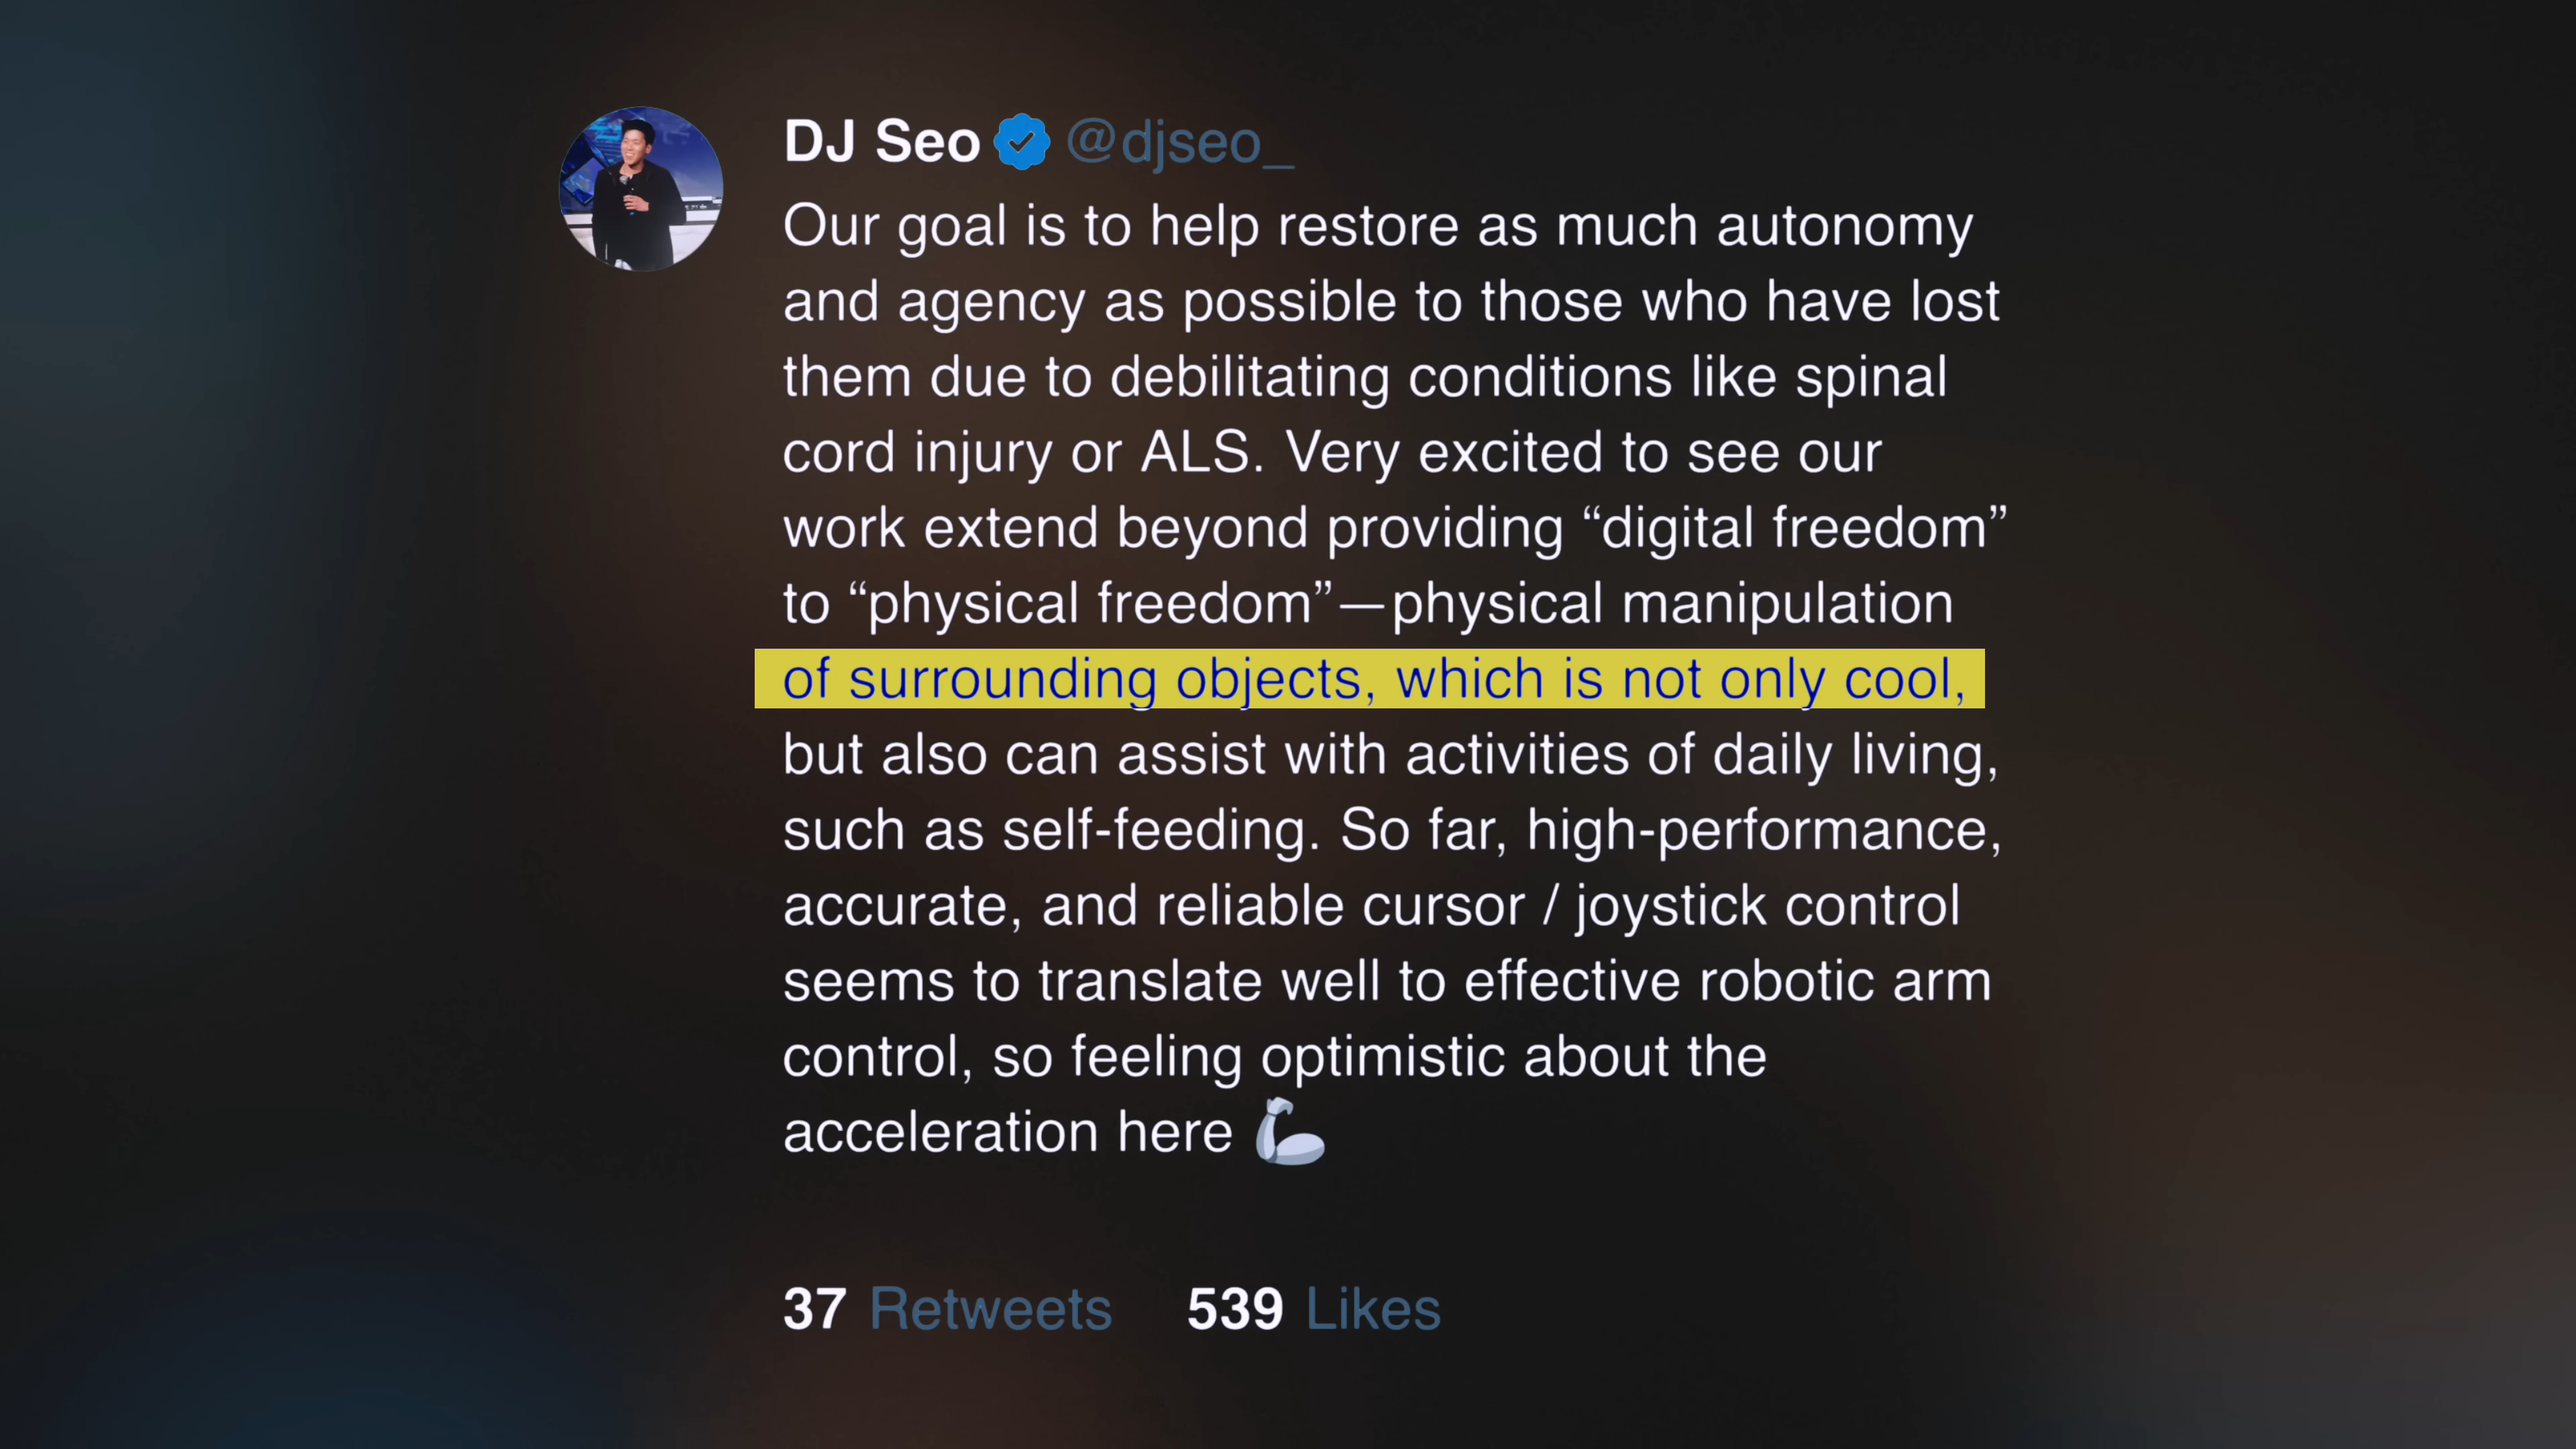 DJ Seo @djseo_
Our goal is to help restore as much autonomy
and agency as possible to those who have lost
them due to debilitating conditions like spinal
cord injury or ALS. Very excited to see our
work extend beyond providing “digital freedom”
to “physical freedom”—physical manipulation
of surrounding objects, which is not only cool,
but also can assist with activities of daily living,
such as self-feeding. So far, high-performance,
accurate, and reliable cursor / joystick control
seems to translate well to effective robotic arm
control, so feeling optimistic about the
acceleration here 🦾
37 Retweets 539 Likes